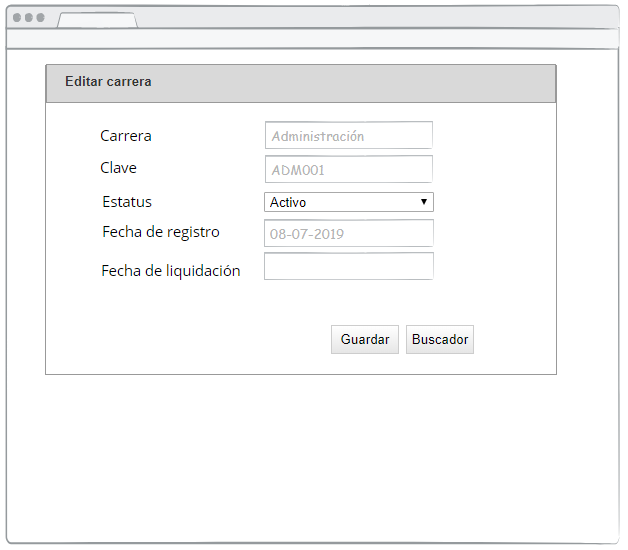 Editar carrera
Carrera Administración
Clave ADM001
Estatus Activo
Fecha de registro 08-07-2019
Fecha de liquidación
Guardar Buscador